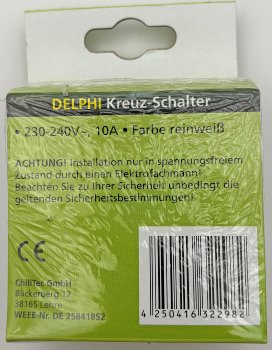 DELPHI Kreuz-Schalter
• 230-240V~, 10A • Farbe reinweiß
ACHTUNG! Installation nur in spannungsfreiem
Zustand durch einen Elektrofachmann!
Beachten Sie zu Ihrer Sicherheit unbedingt die
geltenden Sicherheitsbestimmungen!
CE
ChiliTec GmbH
Bäckerberg 12
38165 Lehre
WEEE-Nr. DE 25841852
4 250416 322982